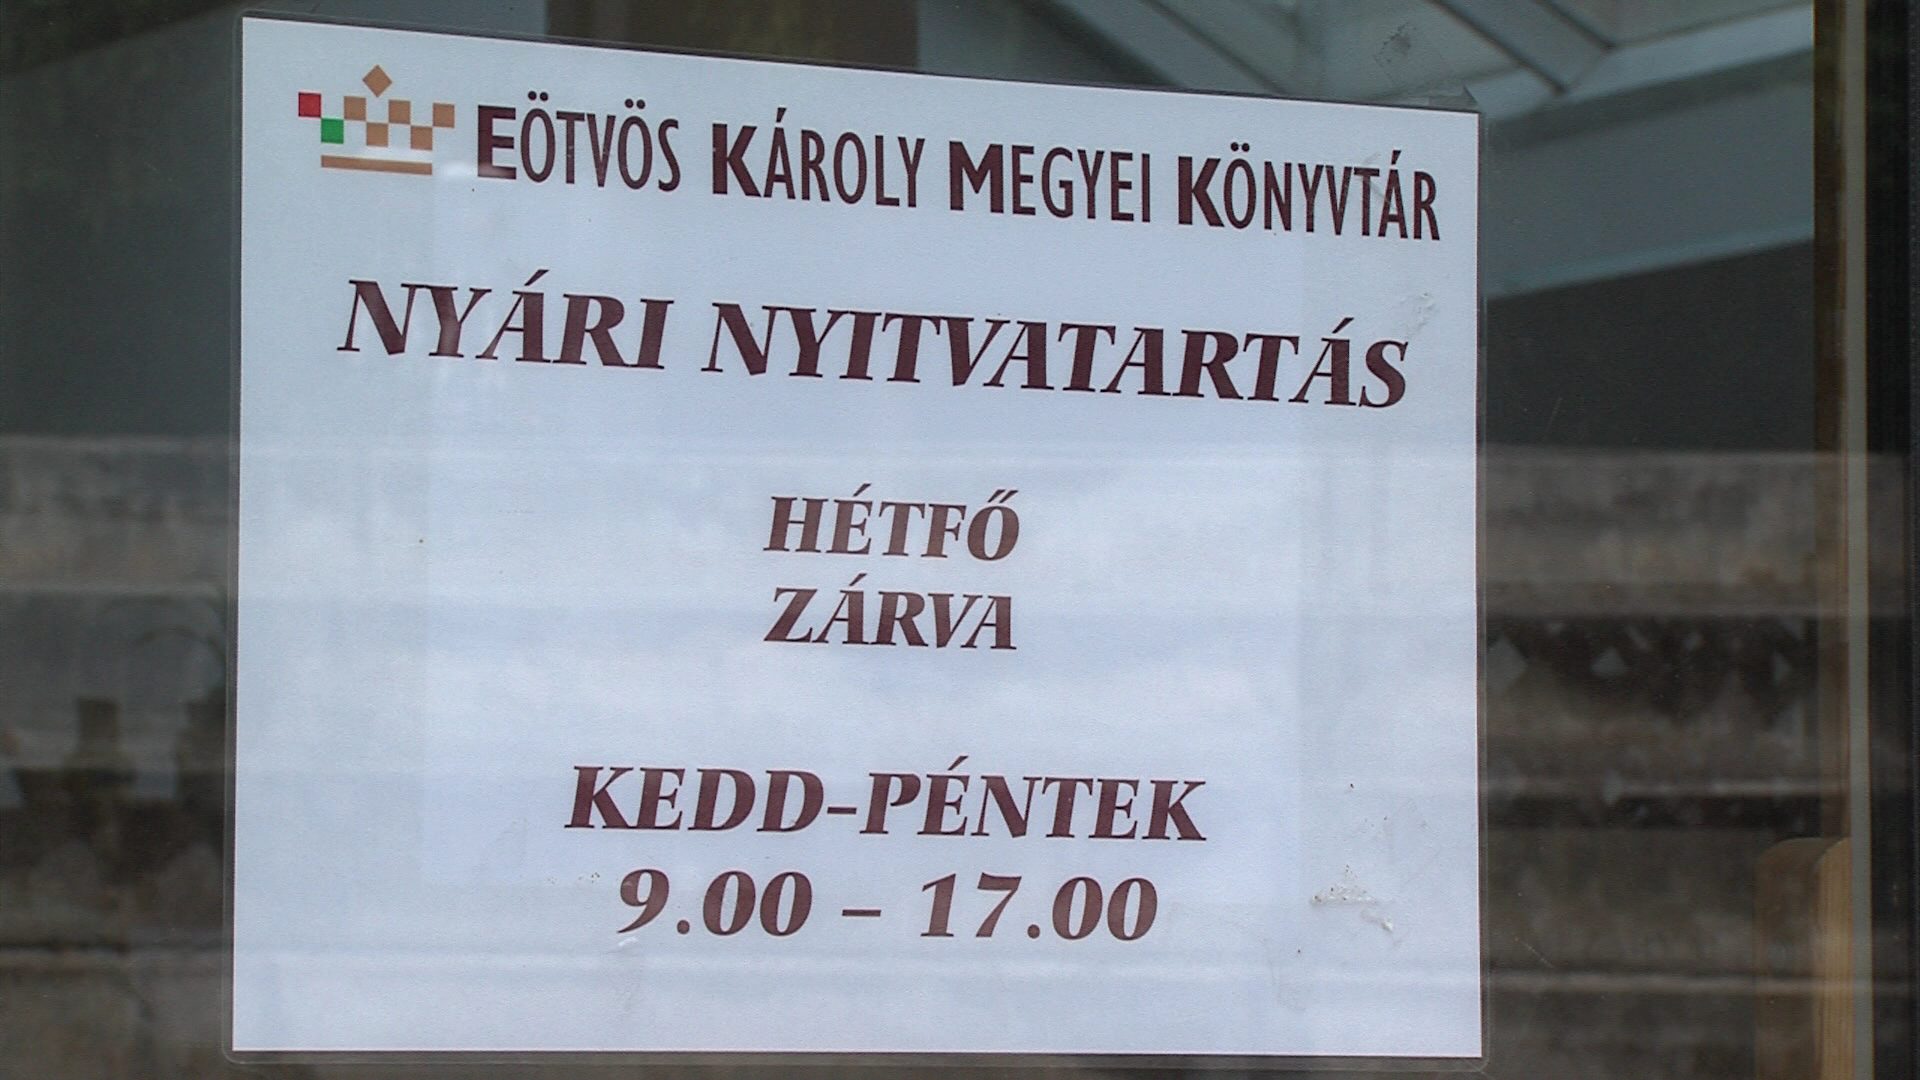 EÖTVÖS KÁROLY MEGYEI KÖNYVTÁR
NYÁRI NYITVATARTÁS
HÉTFŐ
ZÁRVA
KEDD-PÉNTEK
9.00 – 17.00